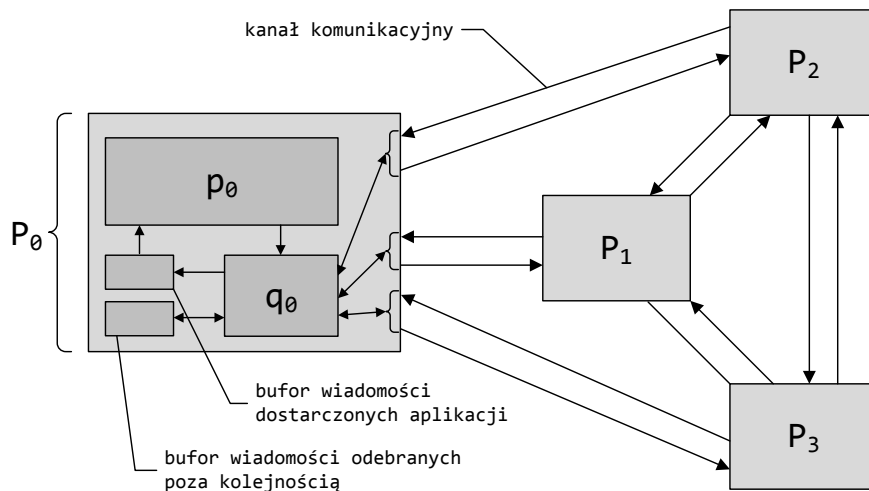 kanał komunikacyjny
P₂
p₀
P₀
P₁
q₀
bufor wiadomości
dostarczonych aplikacji
P₃
bufor wiadomości odebranych
poza kolejnością